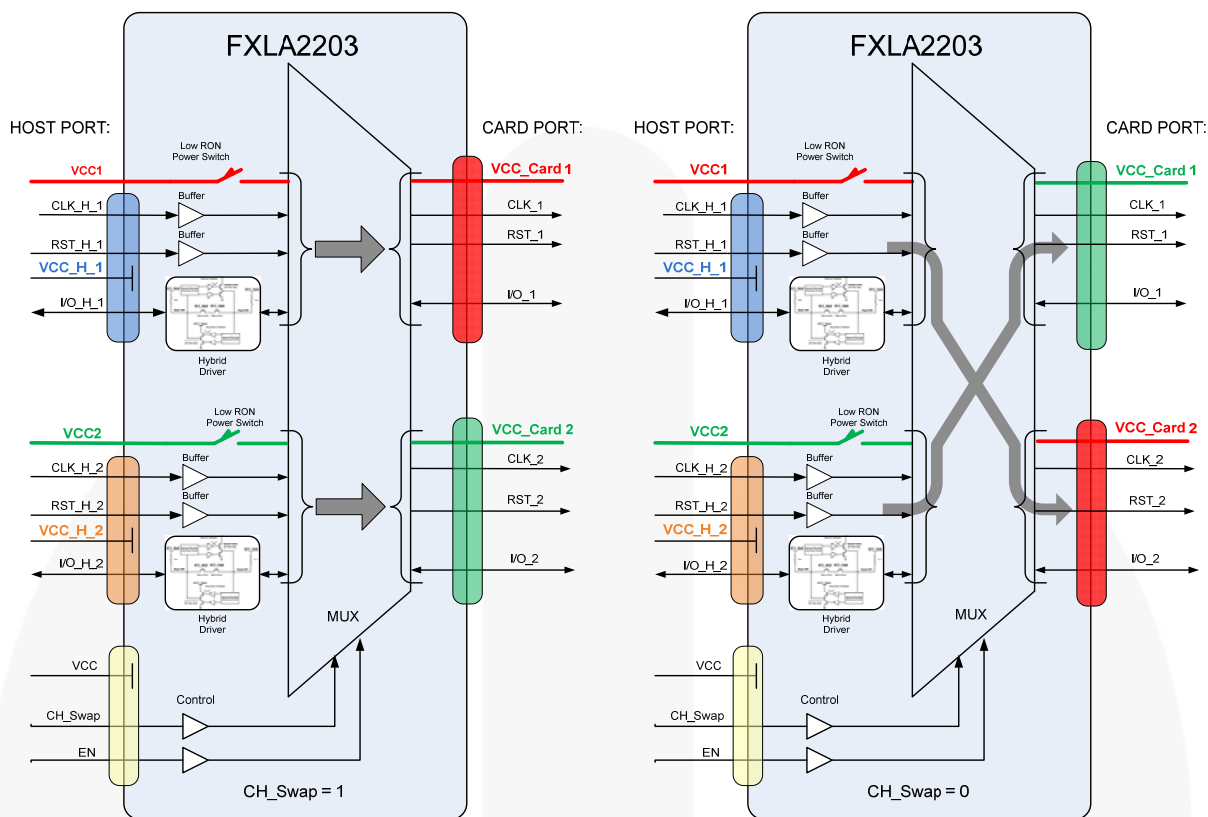 FXLA2203
HOST PORT:
CARD PORT:
Low RON
Power Switch
VCC1
VCC_Card 1
Buffer
CLK_H_1
CLK_1
Buffer
RST_H_1
RST_1
VCC_H_1
I/O_H_1
I/O_1
Hybrid
Driver
Low RON
Power Switch
VCC2
VCC_Card 2
Buffer
CLK_H_2
CLK_2
Buffer
RST_H_2
RST_2
VCC_H_2
I/O_H_2
I/O_2
Hybrid
Driver
MUX
VCC
Control
CH_Swap
EN
CH_Swap = 1
FXLA2203
HOST PORT:
CARD PORT:
Low RON
Power Switch
VCC1
VCC_Card 1
Buffer
CLK_H_1
CLK_1
Buffer
RST_H_1
RST_1
VCC_H_1
I/O_H_1
I/O_1
Hybrid
Driver
Low RON
Power Switch
VCC2
VCC_Card 2
Buffer
CLK_H_2
CLK_2
Buffer
RST_H_2
RST_2
VCC_H_2
I/O_H_2
I/O_2
Hybrid
Driver
MUX
VCC
Control
CH_Swap
EN
CH_Swap = 0